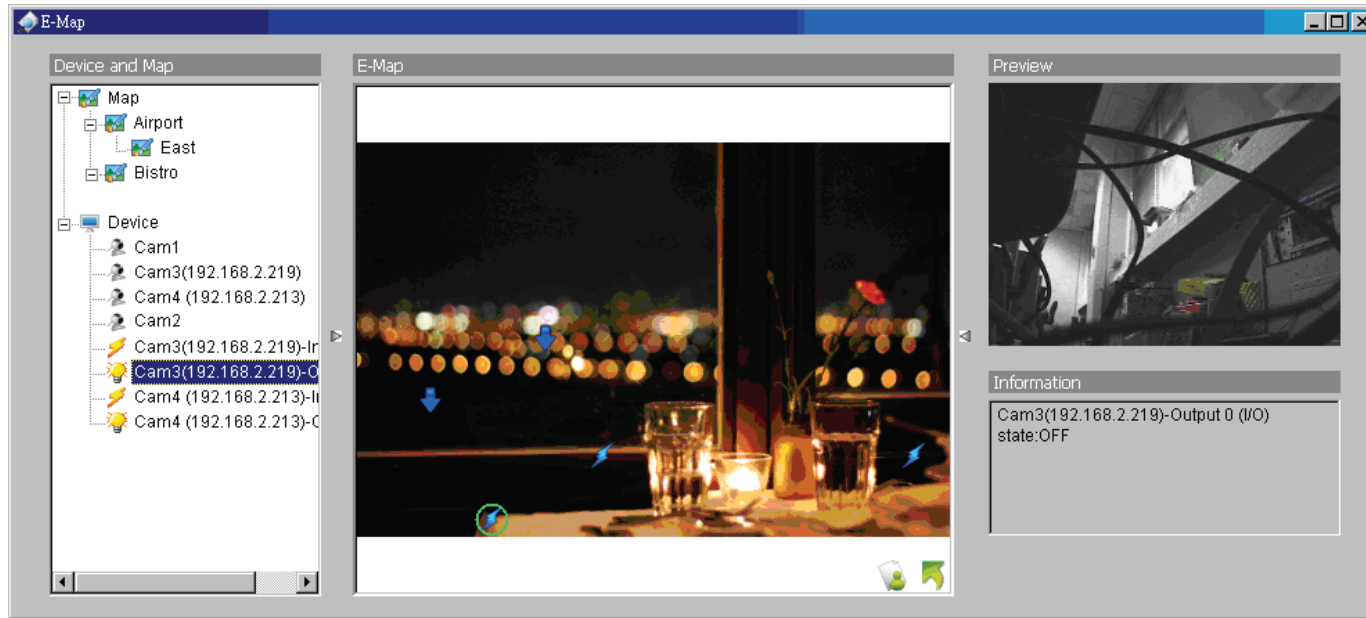 E-Map
Device and Map
Map
Airport
East
Bistro
Device
Cam1
Cam3(192.168.2.219)
Cam4 (192.168.2.213)
Cam2
Cam3(192.168.2.219)-Ir
Cam3(192.168.2.219)-O
Cam4 (192.168.2.213)-Ir
Cam4 (192.168.2.213)-C
E-Map
Preview
Information
Cam3(192.168.2.219)-Output 0 (I/O)
state:OFF